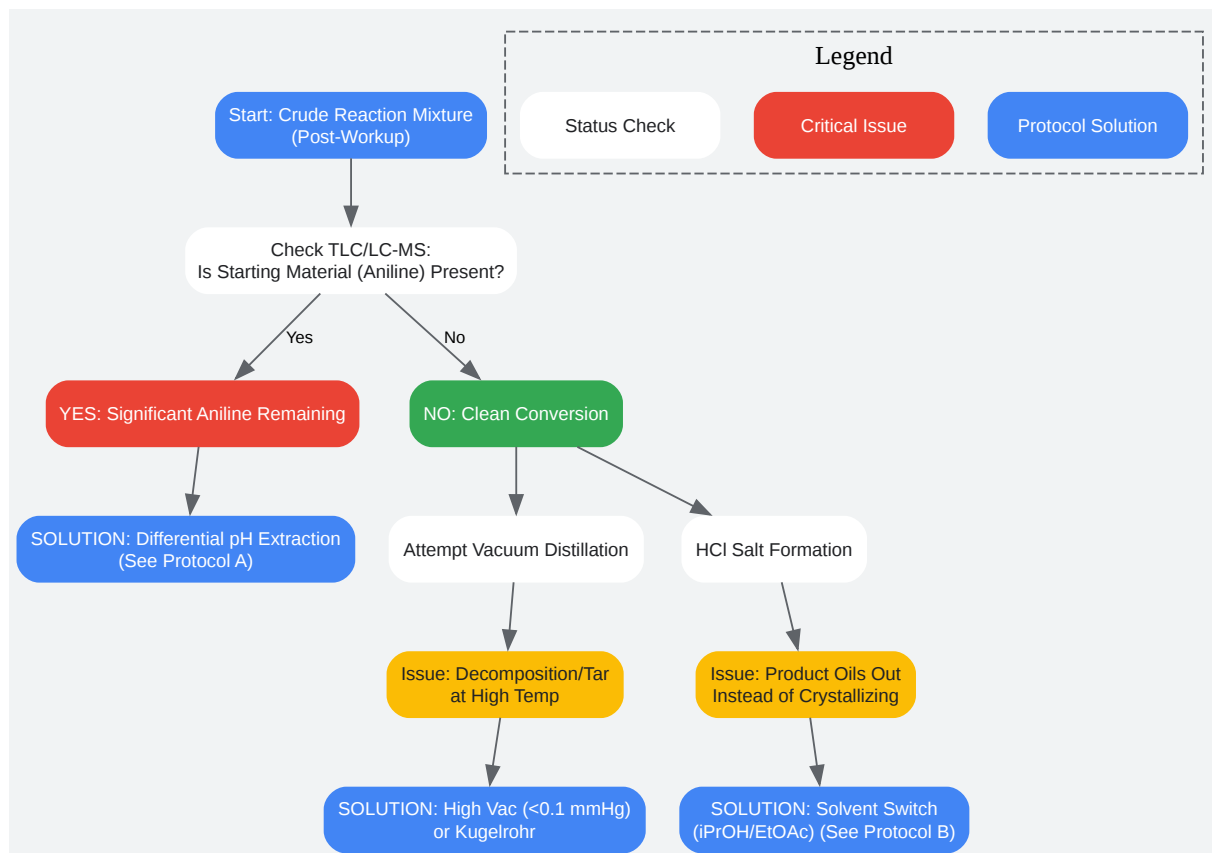 Legend
Status Check
Critical Issue
Protocol Solution
Start: Crude Reaction Mixture
(Post-Workup)
Check TLC/LC-MS:
Is Starting Material (Aniline) Present?
Yes
No
YES: Significant Aniline Remaining
NO: Clean Conversion
SOLUTION: Differential pH Extraction
(See Protocol A)
Attempt Vacuum Distillation
HCl Salt Formation
Issue: Decomposition/Tar
at High Temp
Issue: Product Oils Out
Instead of Crystallizing
SOLUTION: High Vac (<0.1 mmHg)
or Kugelrohr
SOLUTION: Solvent Switch
(iPrOH/EtOAc) (See Protocol B)